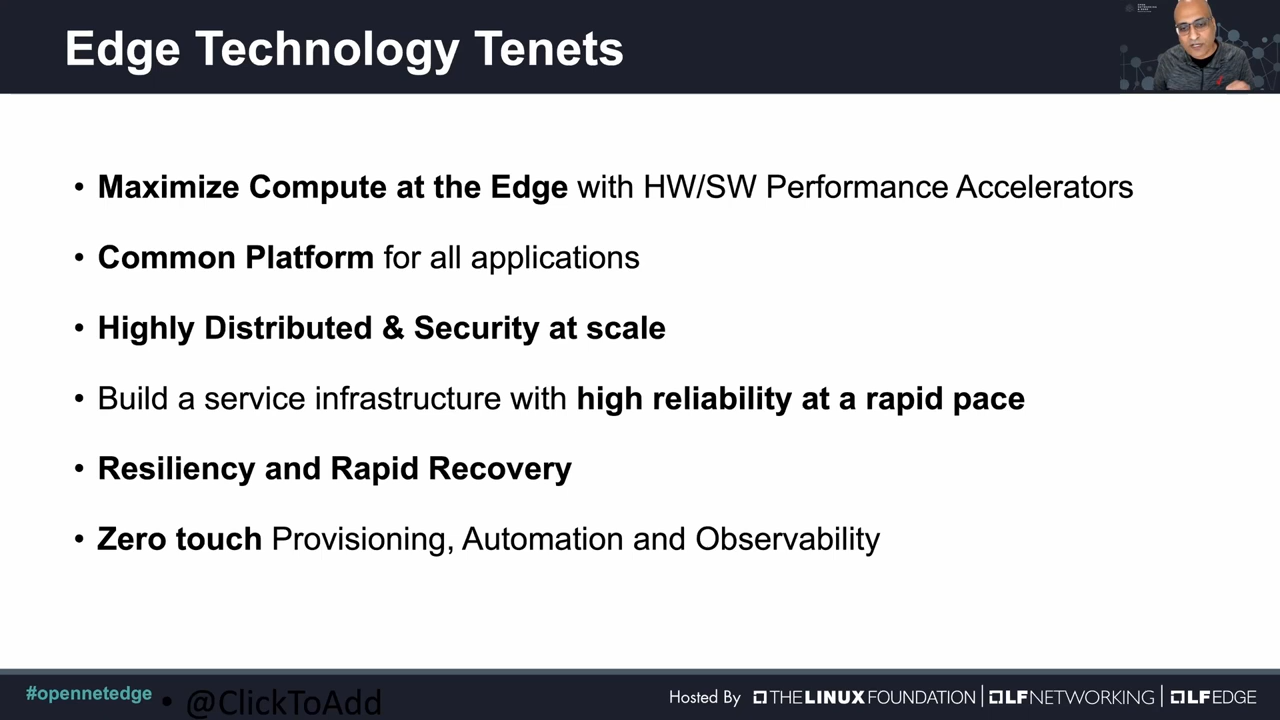 Edge Technology Tenets
• Maximize Compute at the Edge with HW/SW Performance Accelerators
• Common Platform for all applications
• Highly Distributed & Security at scale
• Build a service infrastructure with high reliability at a rapid pace
• Resiliency and Rapid Recovery
• Zero touch Provisioning, Automation and Observability
#opennetedge • @ClickToAdd Hosted By THE LINUX FOUNDATION | LF NETWORKING | LF EDGE